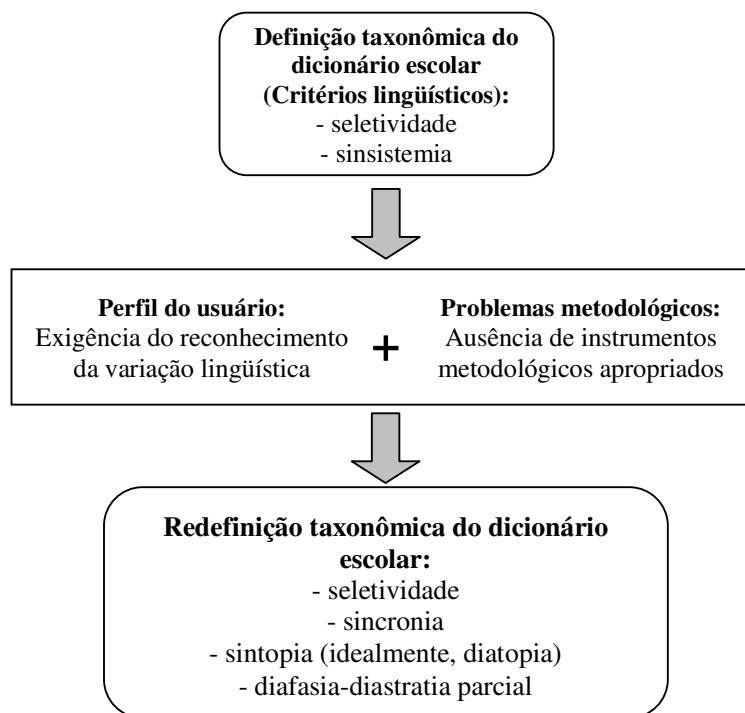 Definição taxonômica do
dicionário escolar
(Critérios lingüísticos):
- seletividade
- sinsistemia
Perfil do usuário:
Exigência do reconhecimento
da variação lingüística
+
Problemas metodológicos:
Ausência de instrumentos
metodológicos apropriados
Redefinição taxonômica do dicionário
escolar:
- seletividade
- sincronia
- sintopia (idealmente, diatopia)
- diafasia-diastratia parcial